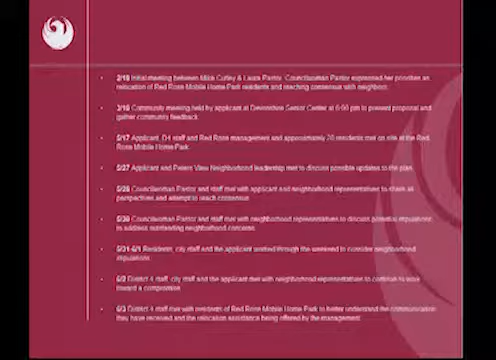 2/18 Initial meeting between Mike Curley & Laura Pastor. Councilwoman Pastor expressed her priorities on
relocation of Red Rose Mobile Home Park residents and reaching consensus with neighbors.
3/10 Community meeting held by applicant at Devonshire Senior Center at 6:00 pm to present proposal and
gather community feedback.
5/17 Applicant, D4 staff and Red Rose management and approximately 20 residents met on site at the Red
Rose Mobile Home Park.
5/27 Applicant and Peters View Neighborhood leadership met to discuss possible updates to the plan.
5/28 Councilwoman Pastor and staff met with applicant and neighborhood representatives to share all
perspectives and attempt to reach consensus.
5/30 Councilwoman Pastor and staff met with neighborhood representatives to discuss potential stipulations
to address outstanding neighborhood concerns.
5/31-6/1 Residents, city staff and the applicant worked through the weekend to consider neighborhood
stipulations.
6/2 District 4 staff, city staff and the applicant met with neighborhood representatives to continue to work
toward a compromise.
6/3 District 4 staff met with residents of Red Rose Mobile Home Park to better understand the communication
they have received and the relocation assistance being offered by the management.